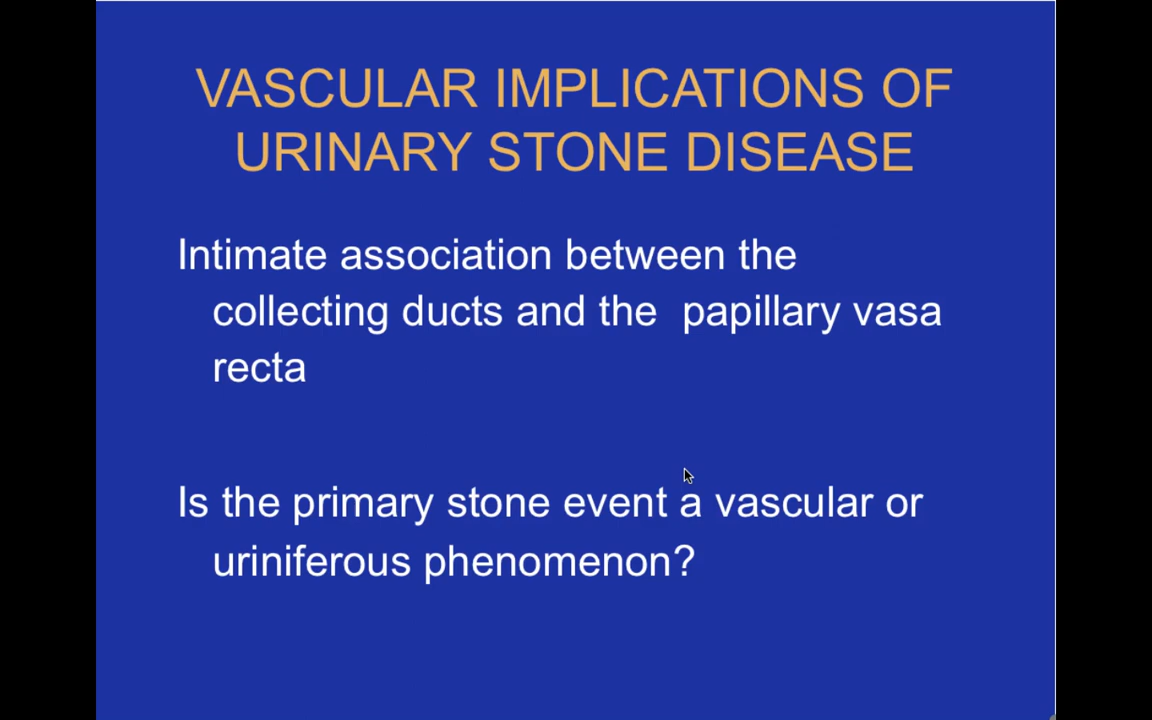 VASCULAR IMPLICATIONS OF
URINARY STONE DISEASE
Intimate association between the
collecting ducts and the papillary vasa
recta
Is the primary stone event a vascular or
uriniferous phenomenon?